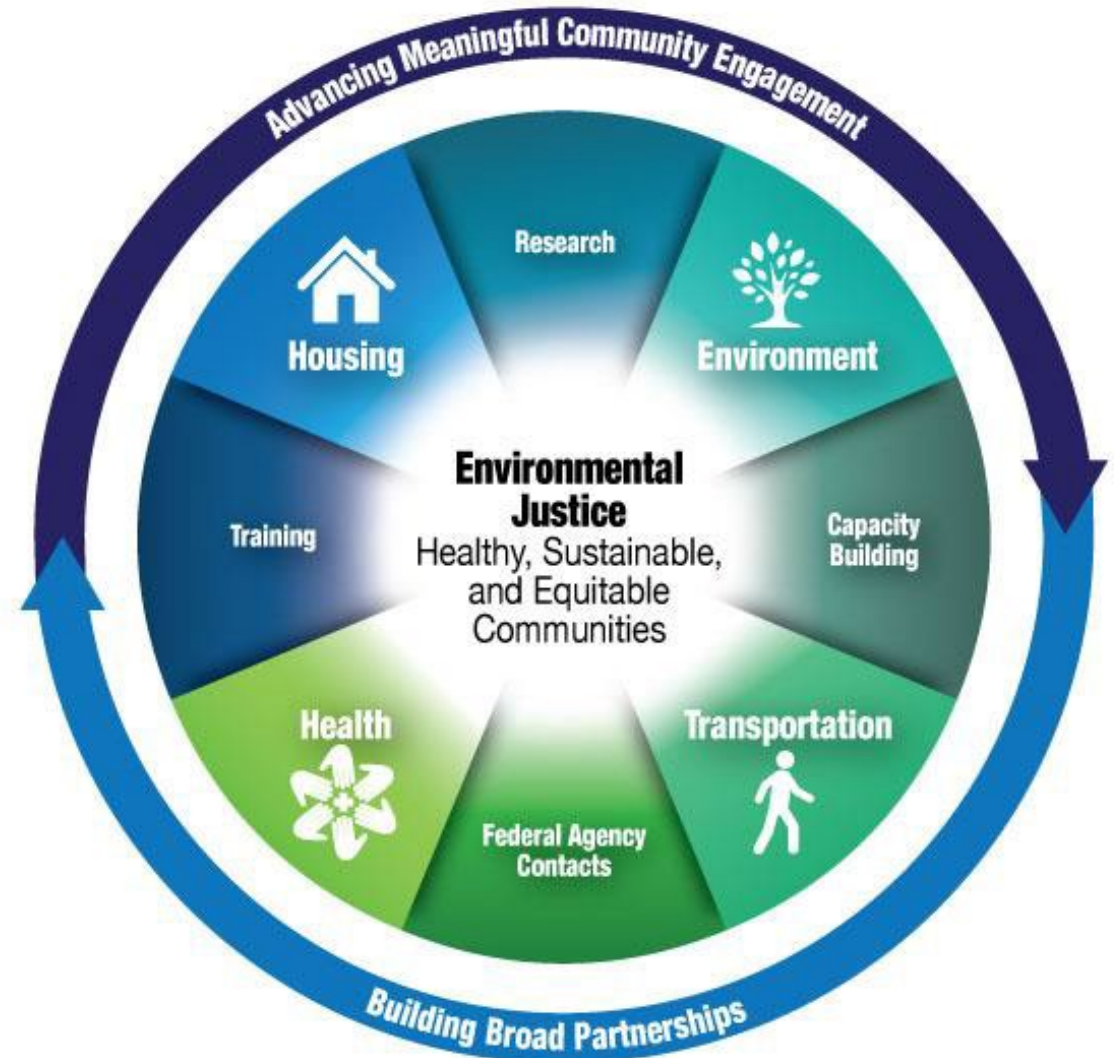 Advancing Meaningful Community Engagement
Research
Housing
Environment
Environmental
Justice
Healthy, Sustainable,
and Equitable
Communities
Training
Capacity
Building
Health
Transportation
Federal Agency
Contacts
Building Broad Partnerships